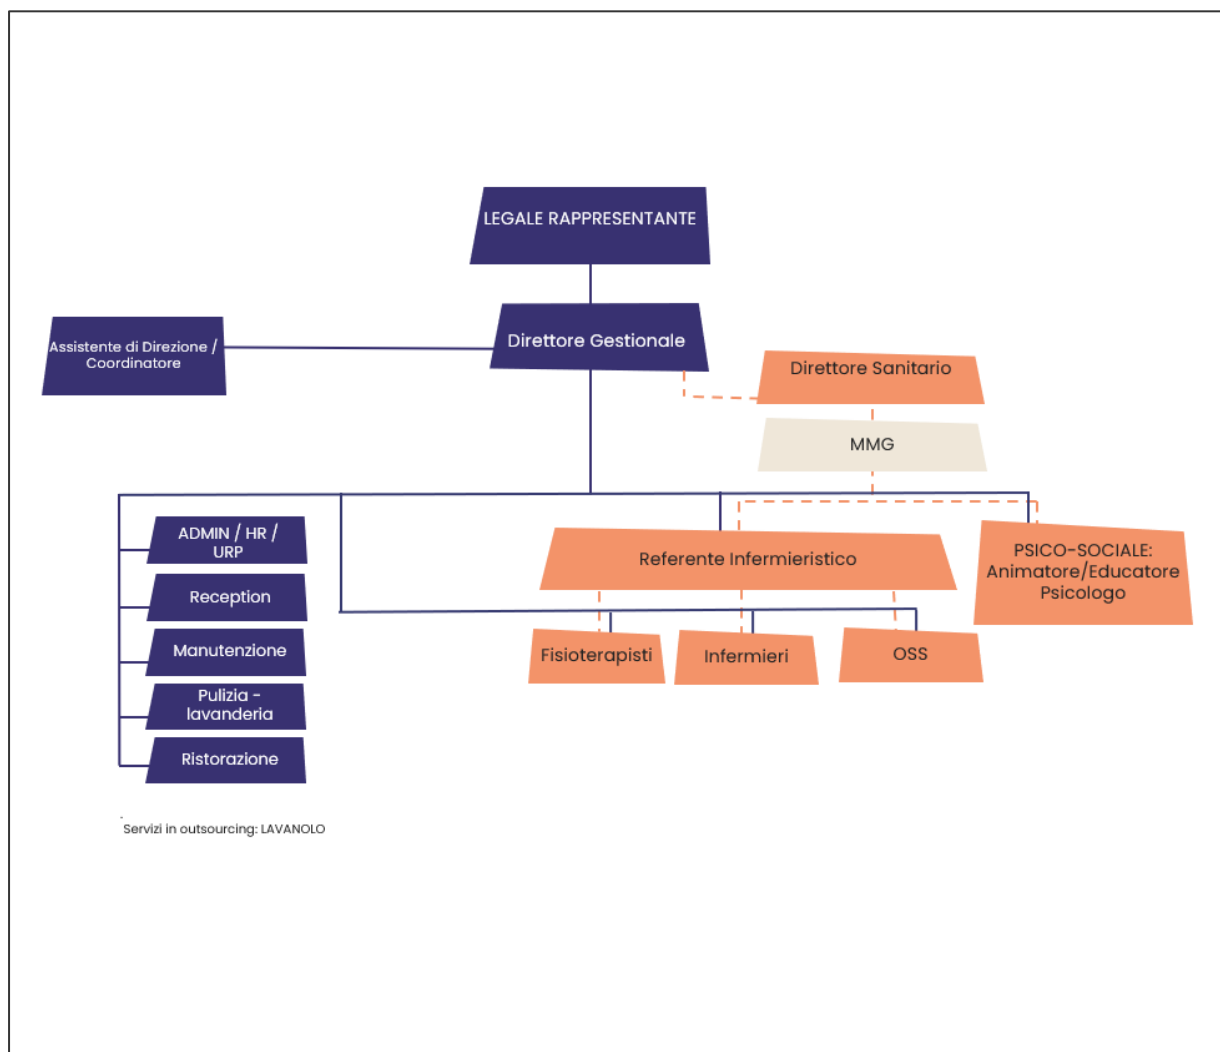 LEGALE RAPPRESENTANTE
Direttore Gestionale
Assistente di Direzione /
Coordinatore
Direttore Sanitario
MMG
ADMIN / HR /
URP
Reception
Manutenzione
Pulizia -
lavanderia
Ristorazione
Referente Infermieristico
PSICO-SOCIALE:
Animatore/Educatore
Psicologo
Fisioterapisti
Infermieri
OSS
Servizi in outsourcing: LAVANOLO